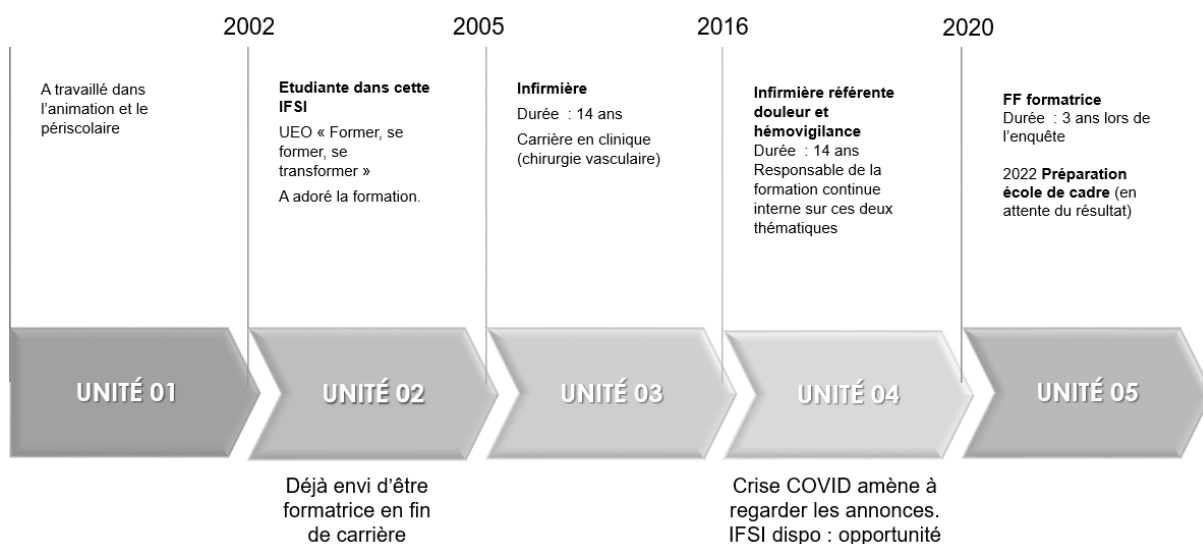 2002
2005
2016
2020
A travaillé dans
l’animation et le
périscolaire
Etudiante dans cette
IFSI
UEO « Former, se
former, se
transformer »
A adoré la formation.
Infirmière
Durée : 14 ans
Carrière en clinique
(chirurgie vasculaire)
Infirmière référente
douleur et
hémovigilance
Durée : 14 ans
Responsable de la
formation continue
interne sur ces deux
thématiques
FF formatrice
Durée : 3 ans lors de
l’enquête
2022 Préparation
école de cadre (en
attente du résultat)
UNITÉ 01
UNITÉ 02
UNITÉ 03
UNITÉ 04
UNITÉ 05
Déjà envi d’être
formatrice en fin
de carrière
Crise COVID amène à
regarder les annonces.
IFSI dispo : opportunité